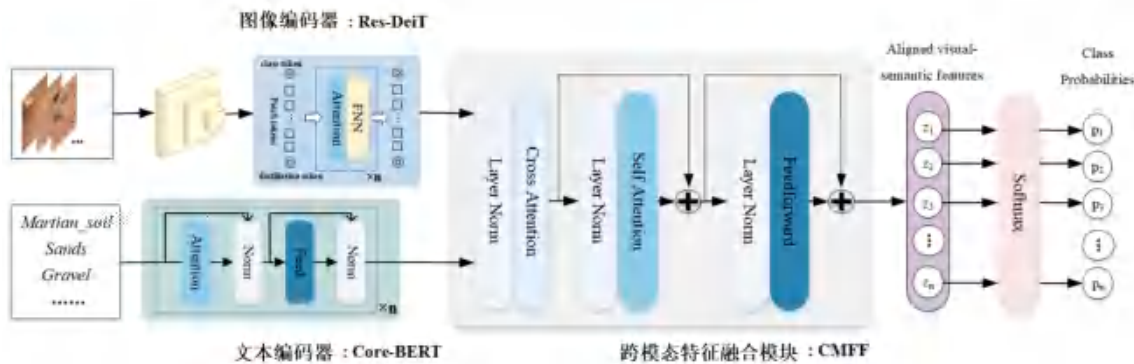 图像编码器：Res-DeiT
class token
Patch token
distillation token
Attention
FNN
×n
Martian_soil
Sands
Gravel
......
Attention
Norm
Feed
Norm
×n
文本编码器：Core-BERT
Layer Norm
Cross Attention
Layer Norm
Self Attention
Layer Norm
Feedforward
跨模态特征融合模块：CMFF
Aligned visual-
semantic features
z1
z2
z3
zn
Softmax
Class
Probabilities
p1
p2
p3
pn